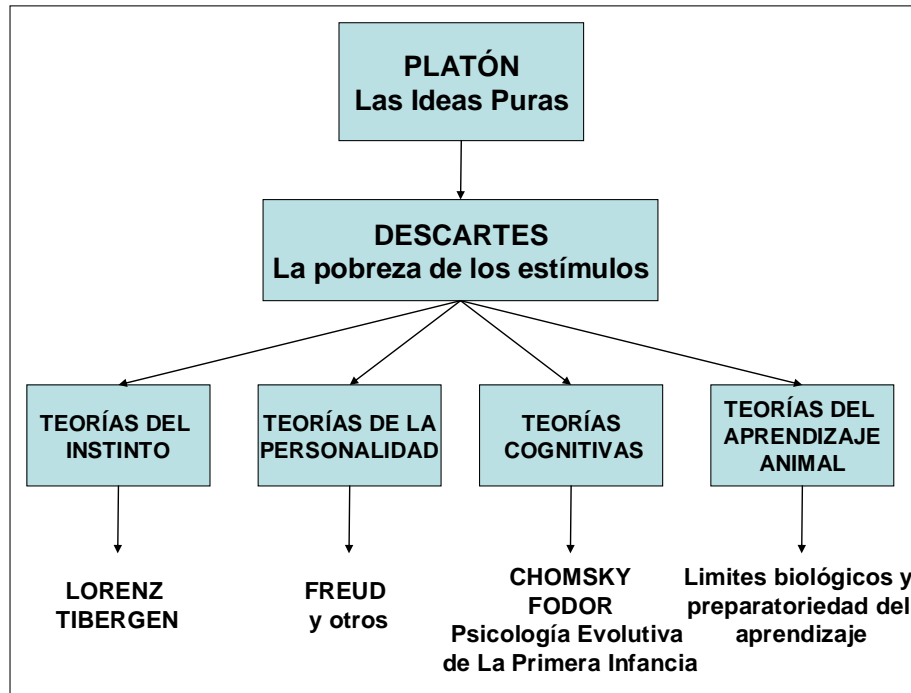 PLATÓN
Las Ideas Puras
DESCARTES
La pobreza de los estímulos
TEORÍAS DEL
INSTINTO
TEORÍAS DE LA
PERSONALIDAD
TEORÍAS
COGNITIVAS
TEORÍAS DEL
APRENDIZAJE
ANIMAL
LORENZ
TIBERGEN
FREUD
y otros
CHOMSKY
FODOR
Psicología Evolutiva
de La Primera Infancia
Limites biológicos y
preparatoriedad del
aprendizaje